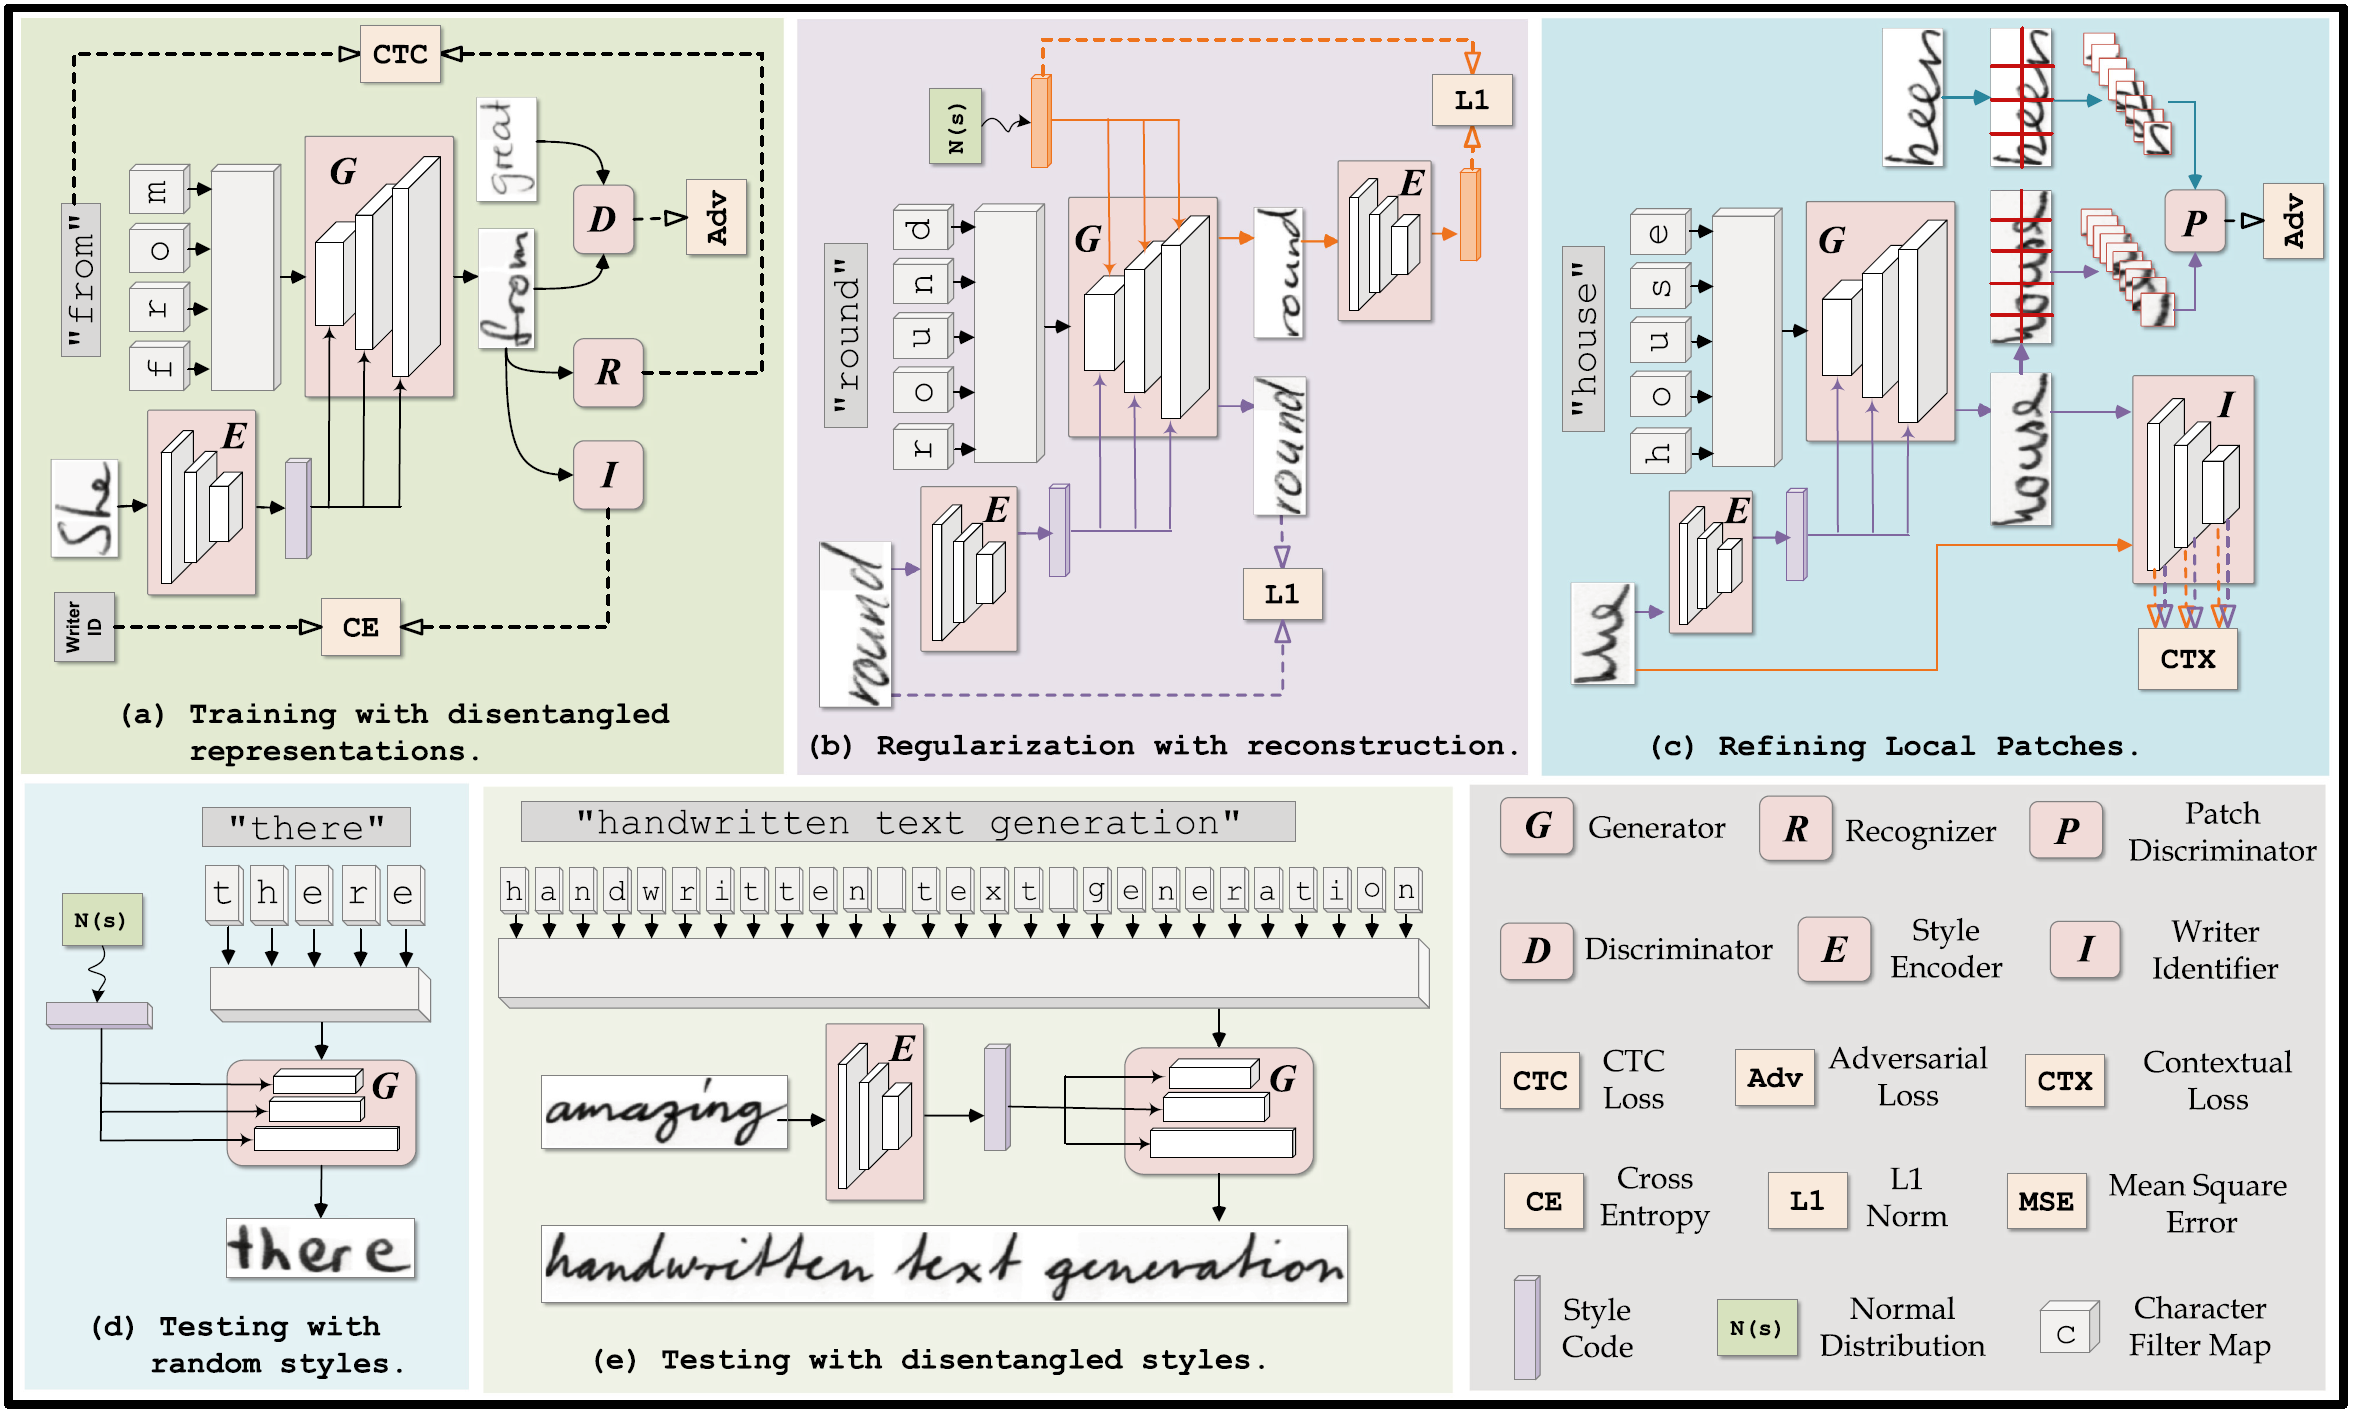 CTC
"from"
m
o
r
f
G
great
D
Adv
from
R
I
She
E
Writer
ID
CE
(a) Training with disentangled
representations.
N(s)
L1
"round"
d
n
u
o
r
G
round
E
round
E
round
L1
(b) Regularization with reconstruction.
"house"
e
s
u
o
h
G
been
been
P
Adv
house
house
I
E
CTX
(c) Refining Local Patches.
"there"
t h e r e
N(s)
G
there
(d) Testing with
random styles.
"handwritten text generation"
h a n d w r i t t e n t e x t g e n e r a t i o n
E
G
amazing
handwritten text generation
(e) Testing with disentangled styles.
G Generator
R Recognizer
P Patch
Discriminator
D Discriminator
E Style
Encoder
I Writer
Identifier
CTC CTC
Loss
Adv Adversarial
Loss
CTX Contextual
Loss
CE Cross
Entropy
L1 L1
Norm
MSE Mean Square
Error
Style
Code
N(s) Normal
Distribution
c Character
Filter Map